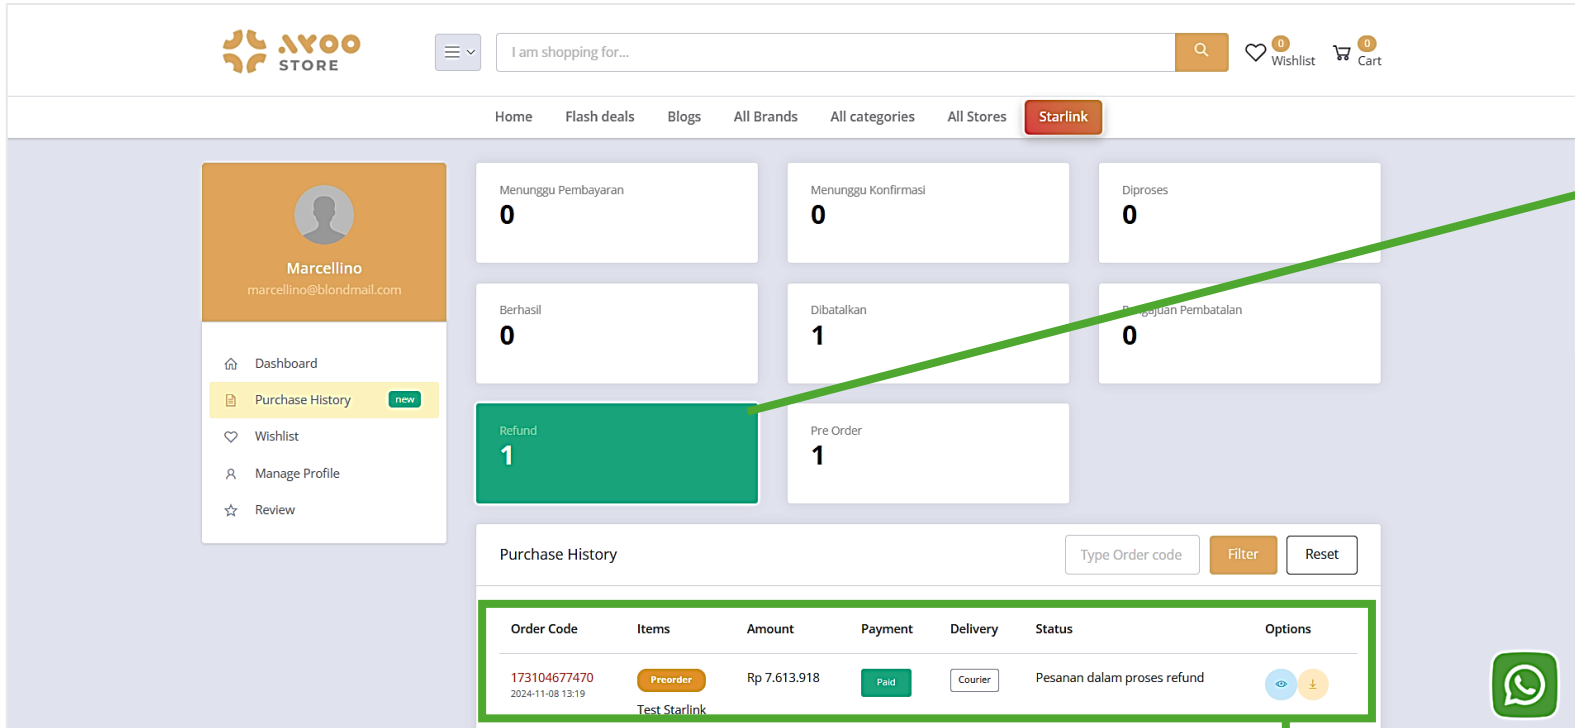 AYOO
STORE
I am shopping for...
0
Wishlist
0
Cart
Home
Flash deals
Blogs
All Brands
All categories
All Stores
Starlink
Marcellino
marcellino@blondmail.com
Dashboard
Purchase History
new
Wishlist
Manage Profile
Review
Menunggu Pembayaran
0
Menunggu Konfirmasi
0
Diproses
0
Berhasil
0
Dibatalkan
1
Pengajuan Pembatalan
0
Refund
1
Pre Order
1
Purchase History
Type Order code
Filter
Reset
Order Code Items Amount Payment Delivery Status Options
173104677470 Preorder Rp 7.613.918 Paid Courier Pesanan dalam proses refund
2024-11-08 13:19
Test Starlink